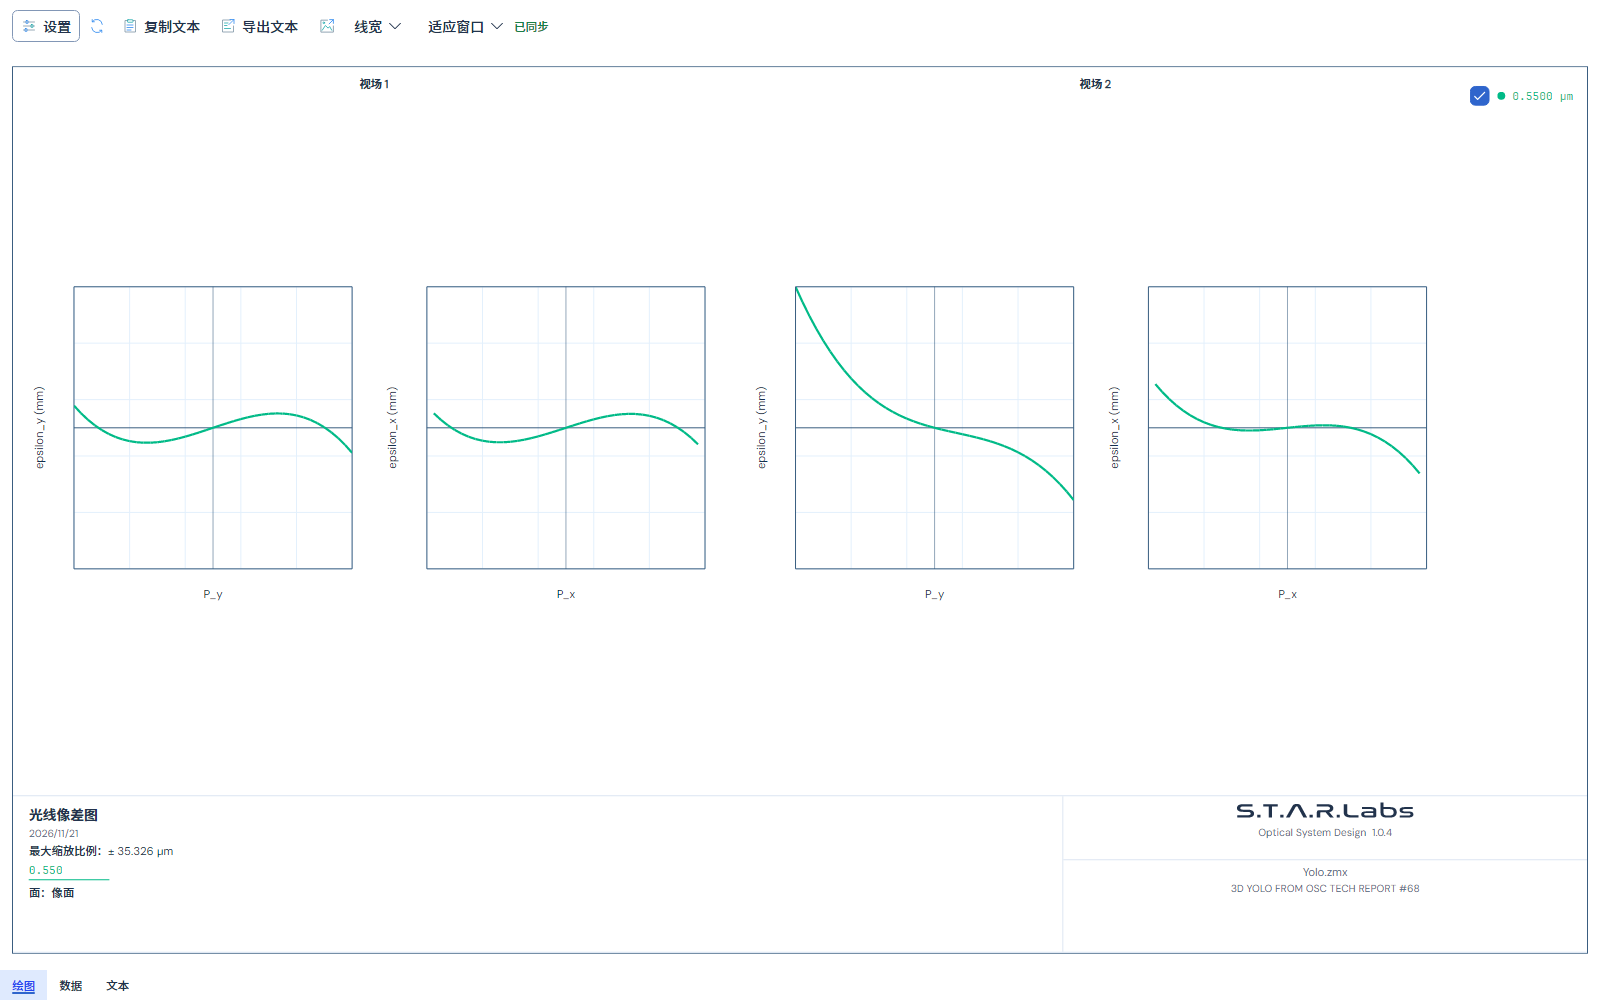 设置 复制文本 导出文本 线宽 适应窗口 已同步
视场 1 视场 2
0.5500 µm
epsilon_y (mm) epsilon_x (mm) epsilon_y (mm) epsilon_x (mm)
P_y P_x P_y P_x
光线像差图
2026/11/21
最大缩放比例： ± 35.326 µm
0.550
面： 像面
S.T.A.R.Labs
Optical System Design 1.0.4
Yolo.zmx
3D YOLO FROM OSC TECH REPORT #68
绘图 数据 文本